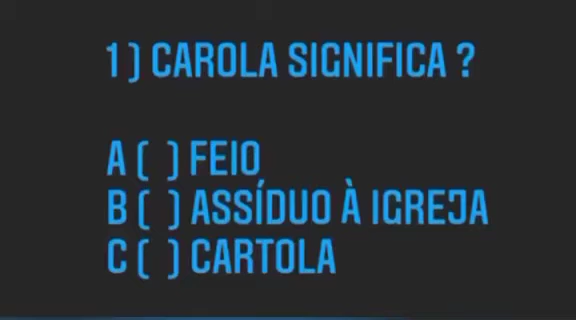 1 ) CAROLA SIGNIFICA ?
A ( ) FEIO
B ( ) ASSÍDUO À IGREJA
C ( ) CARTOLA